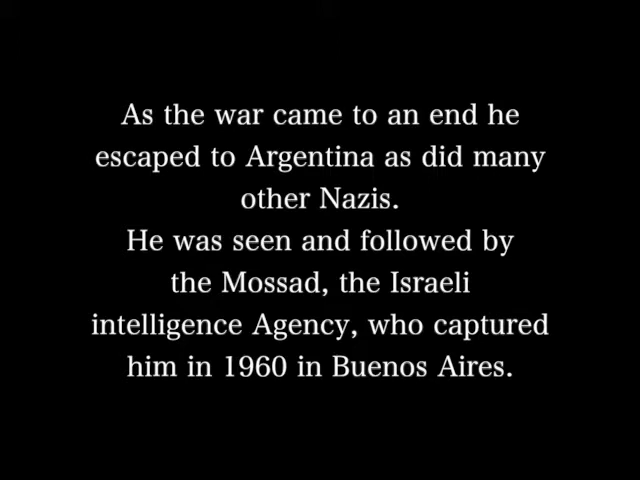 As the war came to an end he
escaped to Argentina as did many
other Nazis.
He was seen and followed by
the Mossad, the Israeli
intelligence Agency, who captured
him in 1960 in Buenos Aires.